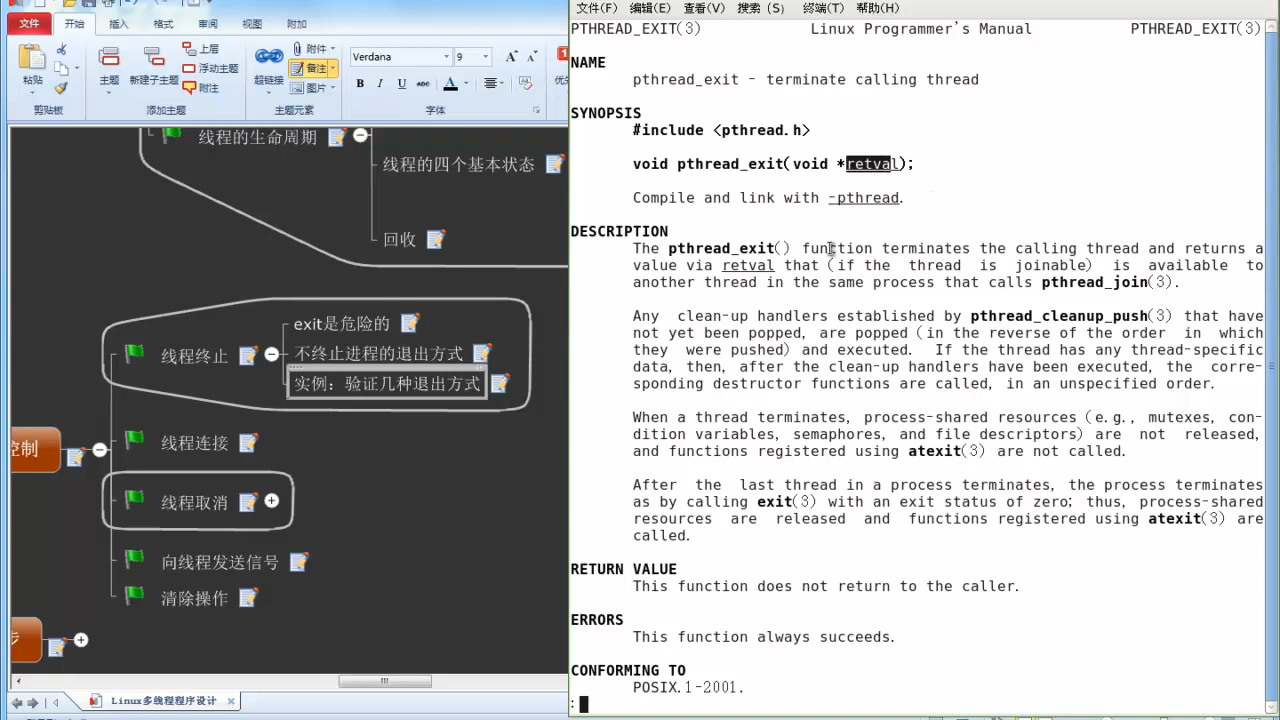 文件
开始
插入
格式
审阅
视图
附加
粘贴
主题
新建子主题
上层
浮动主题
附注
超链接
附件
备注
图片
Verdana
9
B I U abc A
剪贴板
添加主题
主题元素
字体
线程的生命周期
线程的四个基本状态
回收
exit是危险的
线程终止
不终止进程的退出方式
实例：验证几种退出方式
线程连接
控制
线程取消
向线程发送信号
清除操作
步
Linux多线程程序设计
文件(F) 编辑(E) 查看(V) 搜索 (S) 终端(T) 帮助(H)
PTHREAD_EXIT(3) Linux Programmer's Manual PTHREAD_EXIT(3)
NAME
pthread_exit - terminate calling thread
SYNOPSIS
#include <pthread.h>
void pthread_exit(void *retval);
Compile and link with -pthread.
DESCRIPTION
The pthread_exit() function terminates the calling thread and returns a
value via retval that (if the thread is joinable) is available to
another thread in the same process that calls pthread_join(3).
Any clean-up handlers established by pthread_cleanup_push(3) that have
not yet been popped, are popped (in the reverse of the order in which
they were pushed) and executed. If the thread has any thread-specific
data, then, after the clean-up handlers have been executed, the corre-
sponding destructor functions are called, in an unspecified order.
When a thread terminates, process-shared resources (e.g., mutexes, con-
dition variables, semaphores, and file descriptors) are not released,
and functions registered using atexit(3) are not called.
After the last thread in a process terminates, the process terminates
as by calling exit(3) with an exit status of zero; thus, process-shared
resources are released and functions registered using atexit(3) are
called.
RETURN VALUE
This function does not return to the caller.
ERRORS
This function always succeeds.
CONFORMING TO
POSIX.1-2001.
: